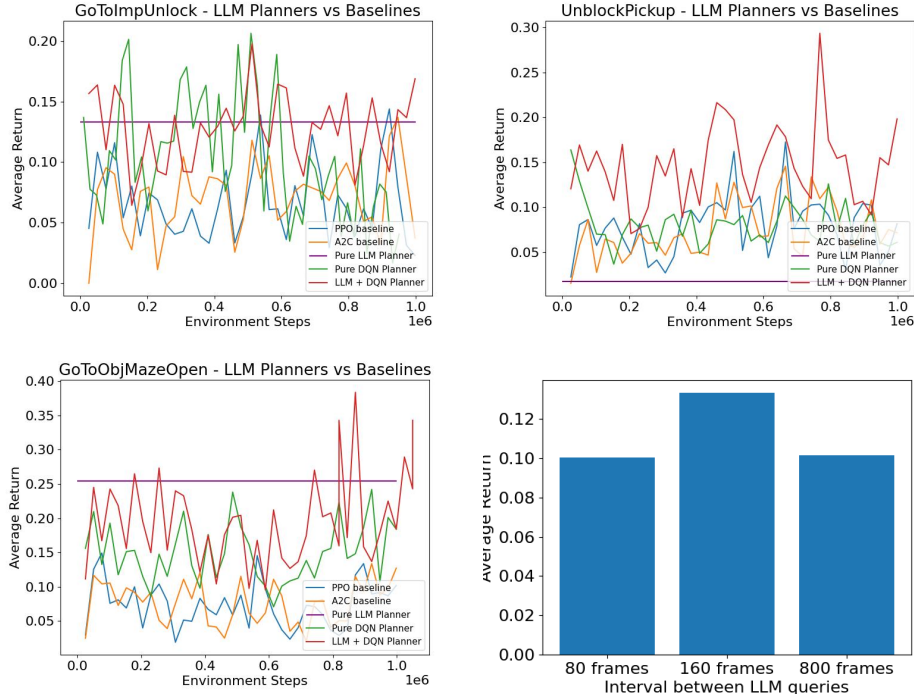 GoToImpUnlock - LLM Planners vs Baselines
Average Return
0.20
0.15
0.10
0.05
0.00
PPO baseline
A2C baseline
Pure LLM Planner
Pure DQN Planner
LLM + DQN Planner
0.0 0.2 0.4 0.6 0.8 1.0
Environment Steps
1e6
UnblockPickup - LLM Planners vs Baselines
Average Return
0.30
0.25
0.20
0.15
0.10
0.05
PPO baseline
A2C baseline
Pure LLM Planner
Pure DQN Planner
LLM + DQN Planner
0.0 0.2 0.4 0.6 0.8 1.0
Environment Steps
1e6
GoToObjMazeOpen - LLM Planners vs Baselines
Average Return
0.40
0.35
0.30
0.25
0.20
0.15
0.10
0.05
PPO baseline
A2C baseline
Pure LLM Planner
Pure DQN Planner
LLM + DQN Planner
0.0 0.2 0.4 0.6 0.8 1.0
Environment Steps
1e6
Average Return
0.12
0.10
0.08
0.06
0.04
0.02
0.00
80 frames 160 frames 800 frames
Interval between LLM queries